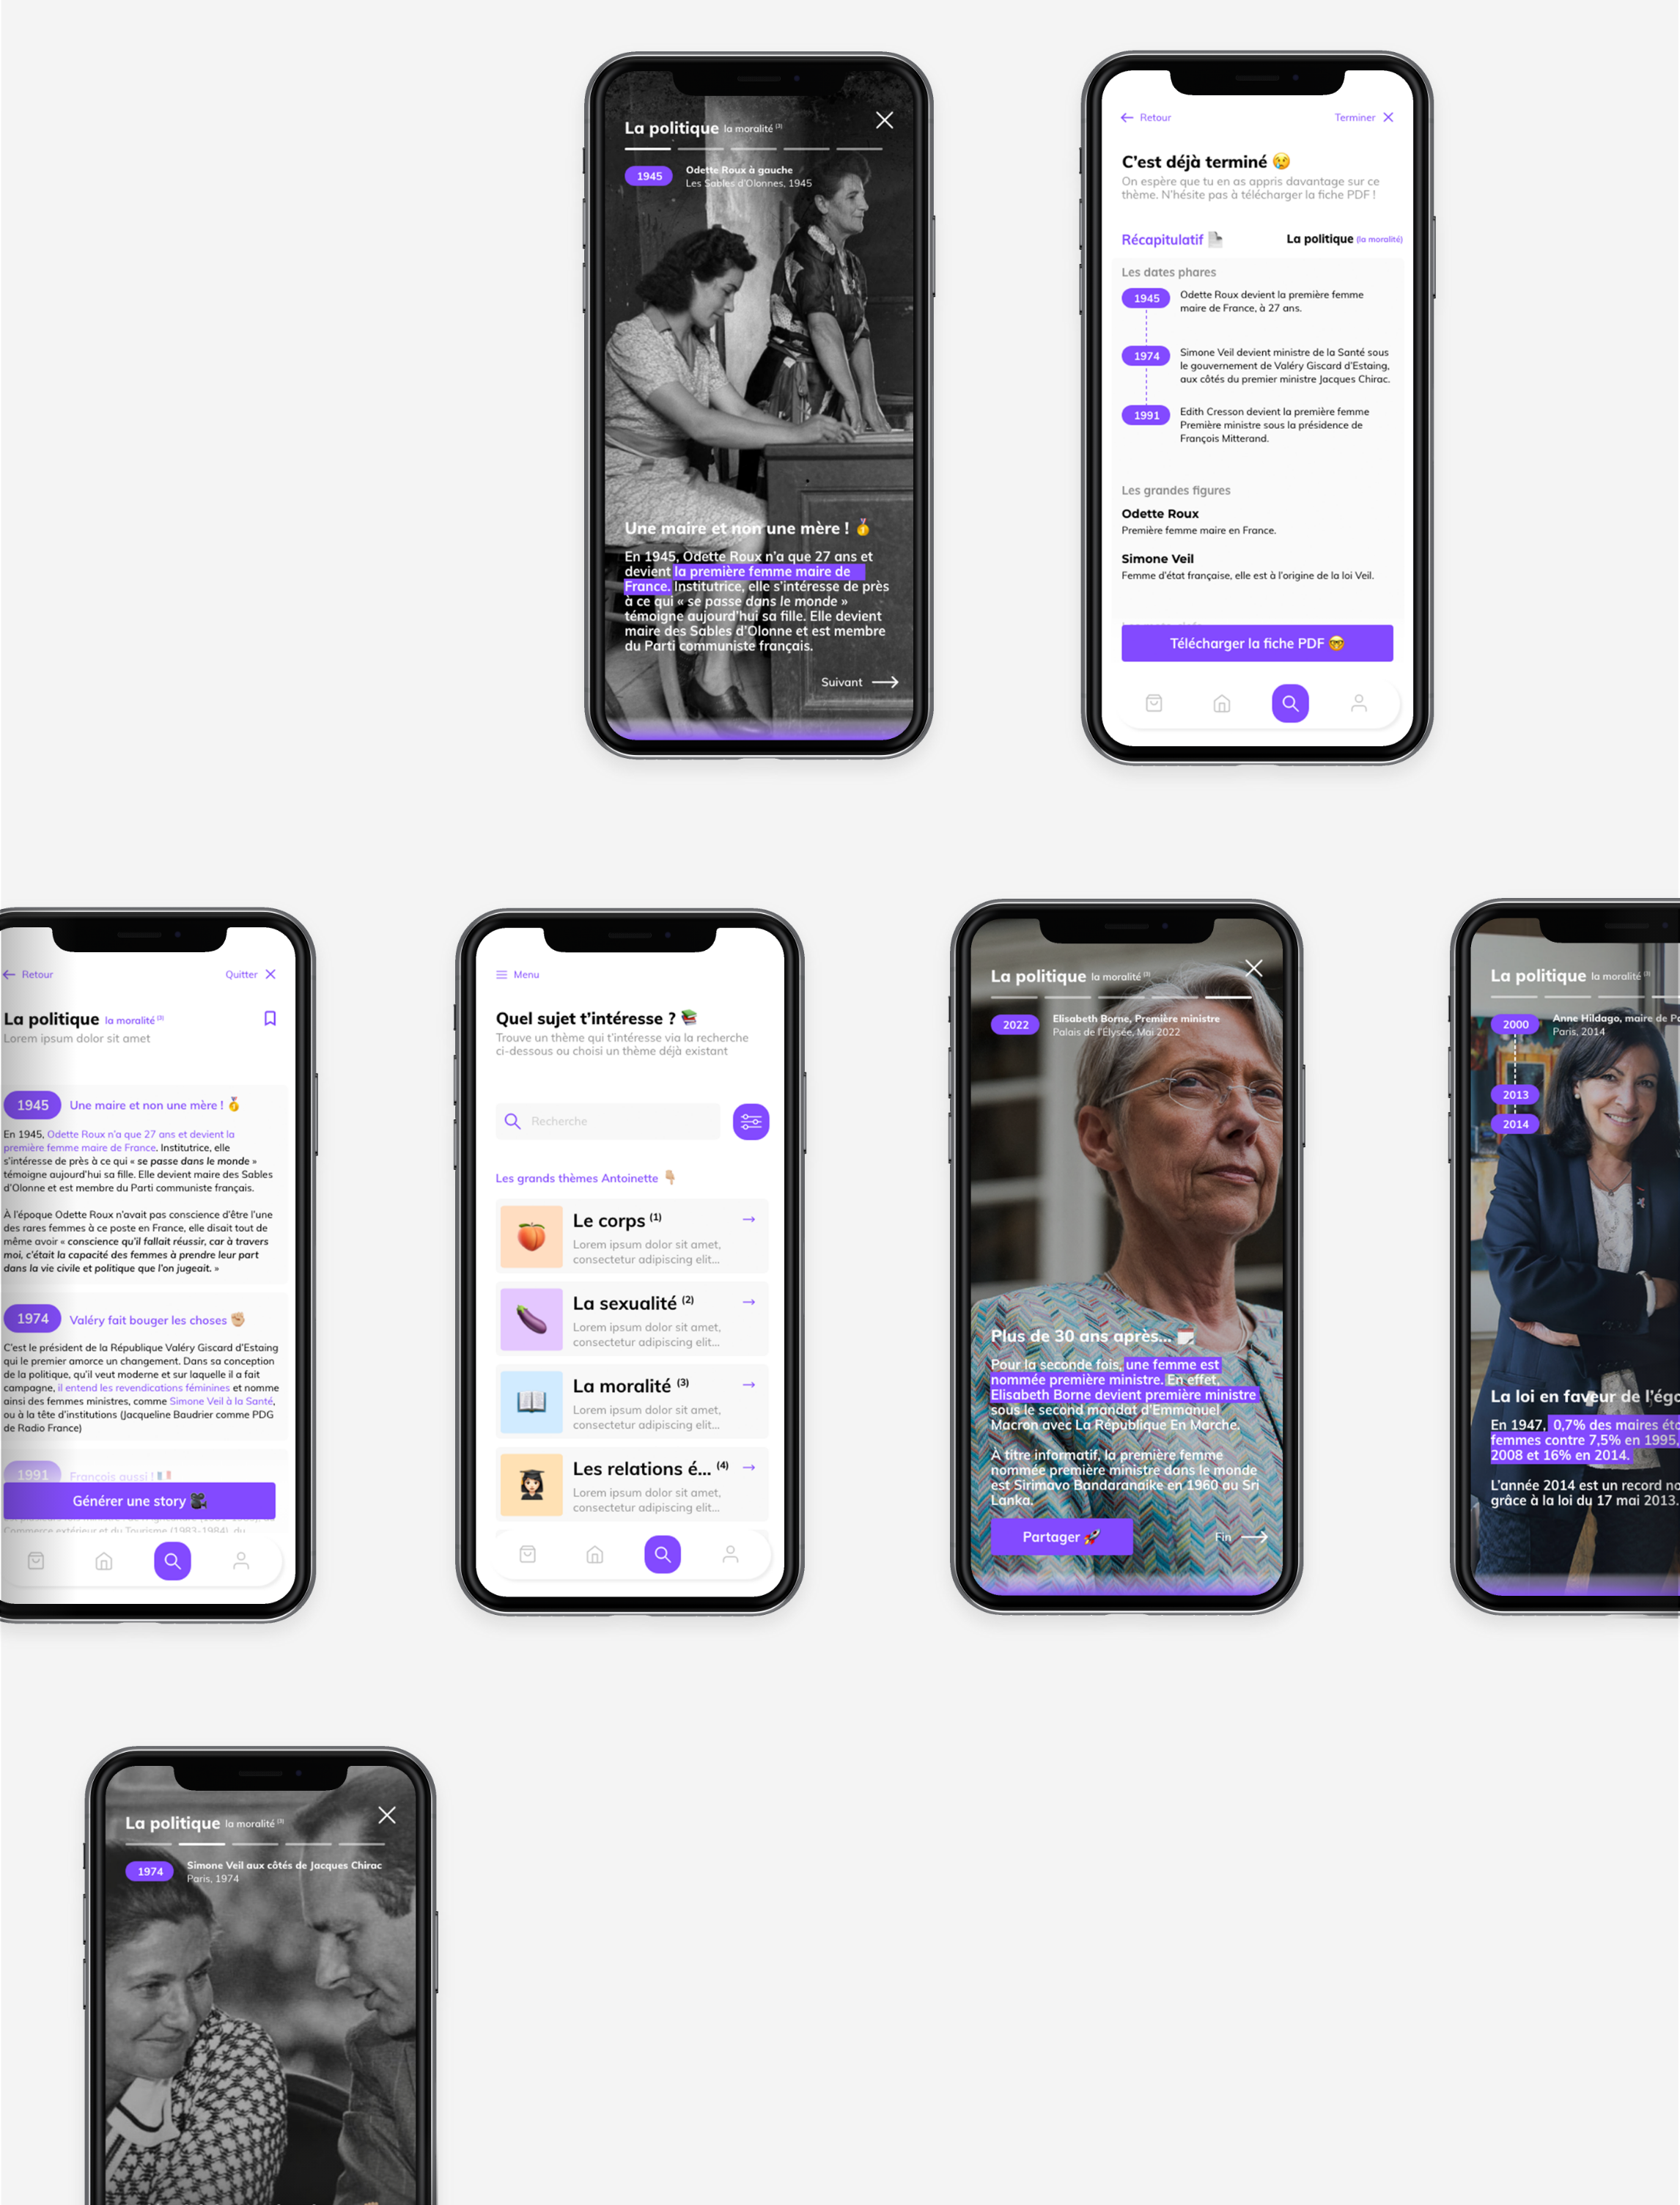 La politique la moralité (3)
1945
Odette Roux à gauche
Les Sables d'Olonnes, 1945
Une maire et non une mère !
En 1945, Odette Roux n'a que 27 ans et
devient la première femme maire de
France. Institutrice, elle s'intéresse de près
à ce qui « se passe dans le monde »
témoigne aujourd'hui sa fille. Elle devient
maire des Sables d'Olonne et est membre
du Parti communiste français.
Suivant
Retour
Terminer
C'est déjà terminé
On espère que tu en as appris davantage sur ce
thème. N'hésite pas à télécharger la fiche PDF !
Récapitulatif
La politique (la moralité)
Les dates phares
1945
Odette Roux devient la première femme
maire de France, à 27 ans.
1974
Simone Veil devient ministre de la Santé sous
le gouvernement de Valéry Giscard d'Estaing,
aux côtés du premier ministre Jacques Chirac.
1991
Edith Cresson devient la première femme
Première ministre sous la présidence de
François Mitterand.
Les grandes figures
Odette Roux
Première femme maire en France.
Simone Veil
Femme d'état française, elle est à l'origine de la loi Veil.
Télécharger la fiche PDF
Retour
Quitter
La politique la moralité (3)
Lorem ipsum dolor sit amet
1945
Une maire et non une mère !
En 1945, Odette Roux n'a que 27 ans et devient la
première femme maire de France. Institutrice, elle
s'intéresse de près à ce qui « se passe dans le monde »
témoigne aujourd'hui sa fille. Elle devient maire des Sables
d'Olonne et est membre du Parti communiste français.
À l'époque Odette Roux n'avait pas conscience d'être l'une
des rares femmes à ce poste en France, elle disait tout de
même avoir « conscience qu'il fallait réussir, car à travers
moi, c'était la capacité des femmes à prendre leur part
dans la vie civile et politique que l'on jugeait. »
1974
Valéry fait bouger les choses
C'est le président de la République Valéry Giscard d'Estaing
qui le premier amorce un changement. Dans sa conception
de la politique, qu'il veut moderne et sur laquelle il a fait
campagne, il entend les revendications féminines et nomme
ainsi des femmes ministres, comme Simone Veil à la Santé,
ou à la tête d'institutions (Jacqueline Baudrier comme PDG
de Radio France)
1991
François aussi !
Générer une story
Commerce extérieur et du Tourisme (1983-1984), du
Menu
Quel sujet t'intéresse ?
Trouve un thème qui t'intéresse via la recherche
ci-dessous ou choisi un thème déjà existant
Recherche
Les grands thèmes Antoinette
Le corps (1)
Lorem ipsum dolor sit amet,
consectetur adipiscing elit...
La sexualité (2)
Lorem ipsum dolor sit amet,
consectetur adipiscing elit...
La moralité (3)
Lorem ipsum dolor sit amet,
consectetur adipiscing elit...
Les relations é... (4)
Lorem ipsum dolor sit amet,
consectetur adipiscing elit...
La politique la moralité (3)
2022
Elisabeth Borne, Première ministre
Palais de l'Élysée, Mai 2022
Plus de 30 ans après...
Pour la seconde fois, une femme est
nommée première ministre. En effet,
Elisabeth Borne devient première ministre
sous le second mandat d'Emmanuel
Macron avec La République En Marche.
À titre informatif, la première femme
nommée première ministre dans le monde
est Sirimavo Bandaranaike en 1960 au Sri
Lanka.
Partager
Fin
La politique la moralité (3)
2000
Anne Hildago, maire de Pa
Paris, 2014
2013
2014
La loi en faveur de l'éga
En 1947, 0,7% des maires éta
femmes contre 7,5% en 1995,
2008 et 16% en 2014.
L'année 2014 est un record no
grâce à la loi du 17 mai 2013.
La politique la moralité (3)
1974
Simone Veil aux côtés de Jacques Chirac
Paris, 1974